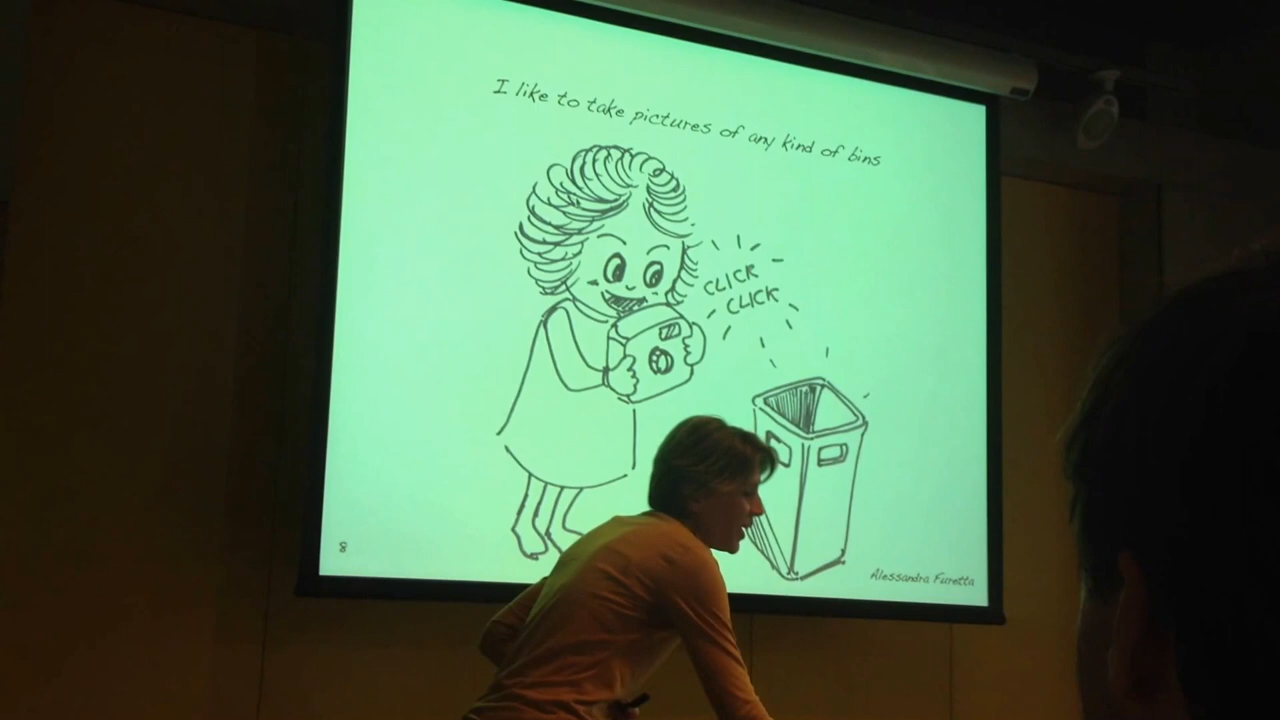 I like to take pictures of any kind of bins
CLICK
CLICK
8
Alessandra Furetta